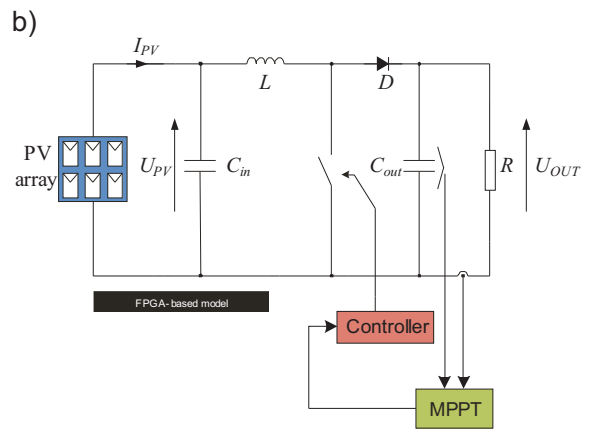 b)
I_PV
L
D
PV
array
U_PV
C_in
C_out
R
U_OUT
FPGA- based model
Controller
MPPT